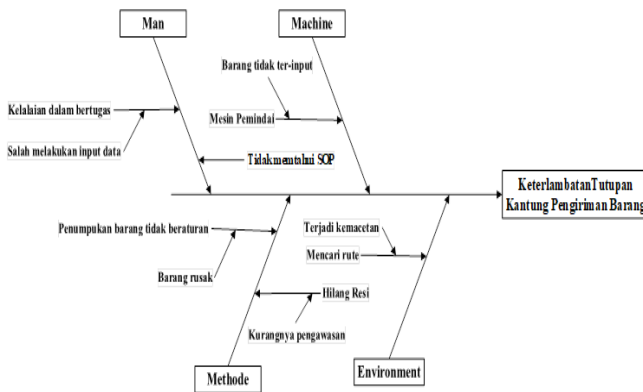 Man
Machine
Barang tidak ter-input
Kelalaian dalam bertugas
Mesin Pemindai
Salah melakukan input data
Tidak memtahui SOP
Keterlambatan Tutupan
Kantung Pengiriman Barang
Penumpukan barang tidak beraturan
Terjadi kemacetan
Mencari rute
Barang rusak
Hilang Resi
Kurangnya pengawasan
Methode
Environment